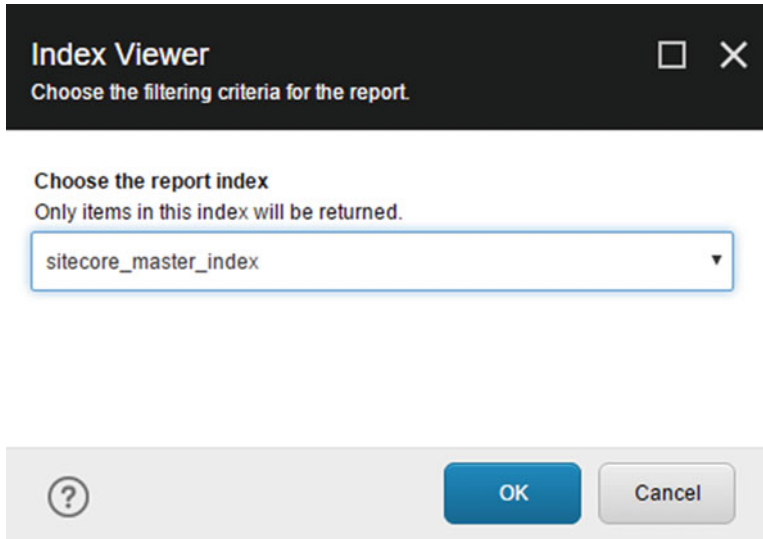 Index Viewer
Choose the filtering criteria for the report.
Choose the report index
Only items in this index will be returned.
sitecore_master_index
?
OK
Cancel